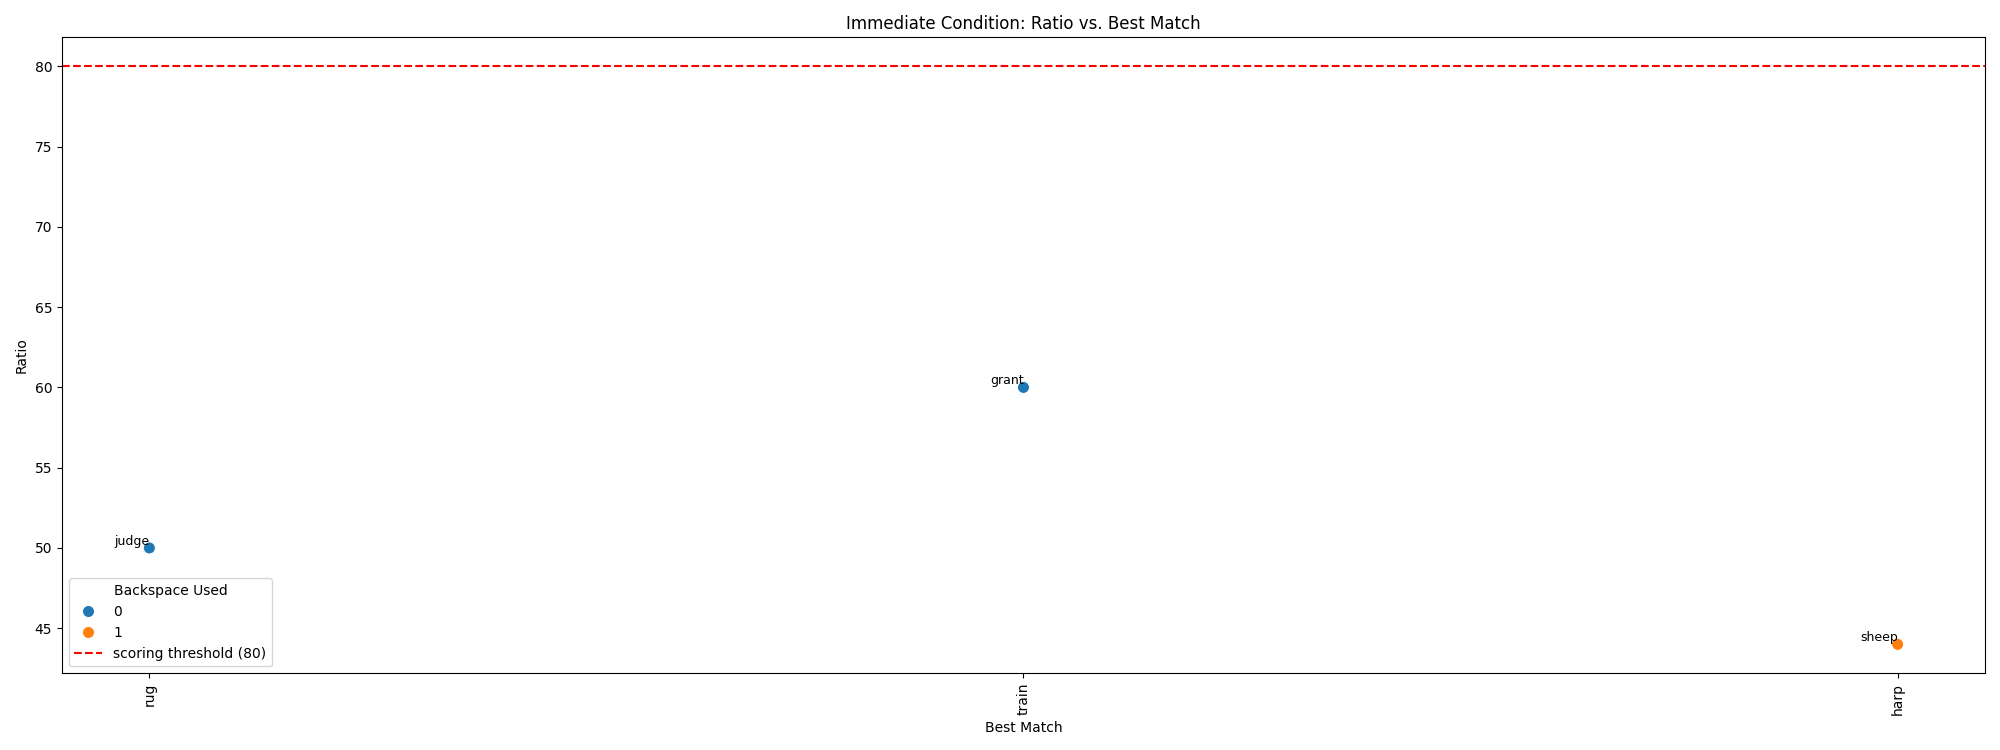 Immediate Condition: Ratio vs. Best Match
80
75
70
65
60
55
50
45
Ratio
grant
judge
sheep
Backspace Used
0
1
scoring threshold (80)
rug
train
harp
Best Match